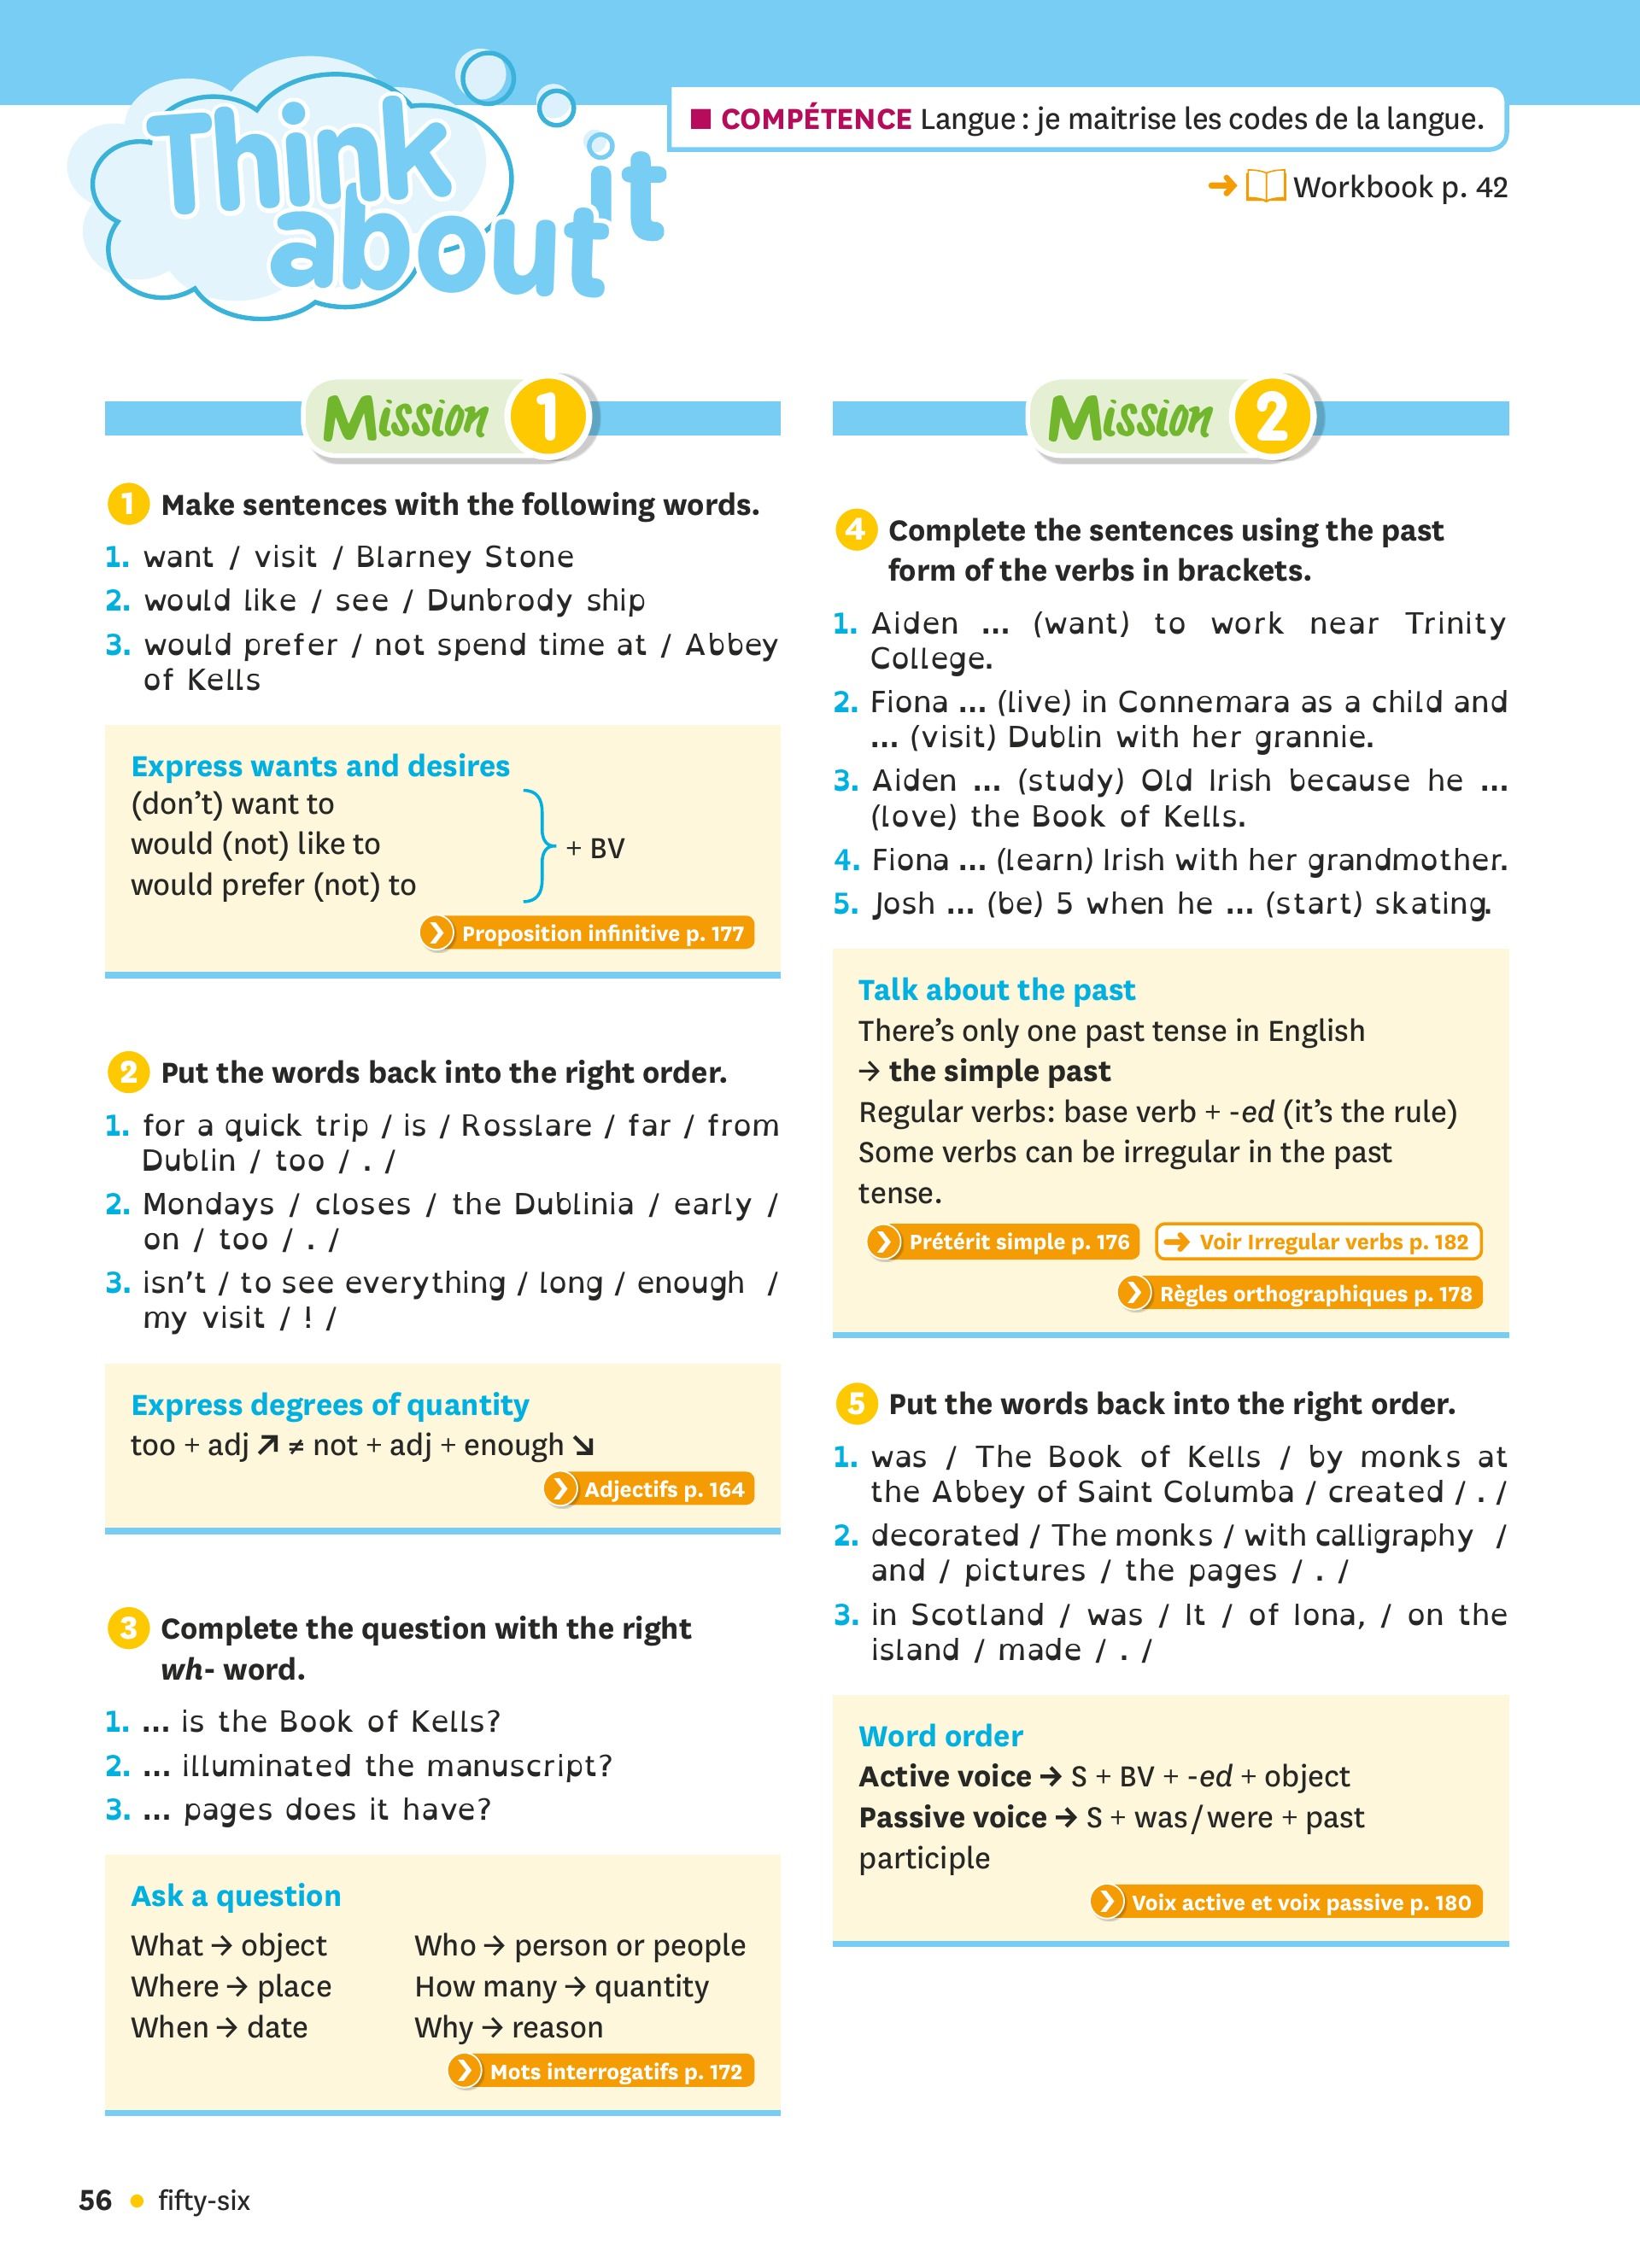 Think
about it
■ COMPÉTENCE Langue : je maitrise les codes de la langue.
➜ Workbook p. 42
Mission 1
1 Make sentences with the following words.
1. want / visit / Blarney Stone
2. would like / see / Dunbrody ship
3. would prefer / not spend time at / Abbey
of Kells
Express wants and desires
(don't) want to
would (not) like to
would prefer (not) to
+ BV
Proposition infinitive p. 177
2 Put the words back into the right order.
1. for a quick trip / is / Rosslare / far / from
Dublin / too / . /
2. Mondays / closes / the Dublinia / early /
on / too / . /
3. isn't / to see everything / long / enough /
my visit / ! /
Express degrees of quantity
too + adj ↗ ≠ not + adj + enough ↘
Adjectifs p. 164
3 Complete the question with the right
wh- word.
1. ... is the Book of Kells?
2. ... illuminated the manuscript?
3. ... pages does it have?
Ask a question
What → object Who → person or people
Where → place How many → quantity
When → date Why → reason
Mots interrogatifs p. 172
Mission 2
4 Complete the sentences using the past
form of the verbs in brackets.
1. Aiden ... (want) to work near Trinity
College.
2. Fiona ... (live) in Connemara as a child and
... (visit) Dublin with her grannie.
3. Aiden ... (study) Old Irish because he ...
(love) the Book of Kells.
4. Fiona ... (learn) Irish with her grandmother.
5. Josh ... (be) 5 when he ... (start) skating.
Talk about the past
There's only one past tense in English
→ the simple past
Regular verbs: base verb + -ed (it's the rule)
Some verbs can be irregular in the past
tense.
Prétérit simple p. 176 ➜ Voir Irregular verbs p. 182
Règles orthographiques p. 178
5 Put the words back into the right order.
1. was / The Book of Kells / by monks at
the Abbey of Saint Columba / created / . /
2. decorated / The monks / with calligraphy /
and / pictures / the pages / . /
3. in Scotland / was / It / of Iona, / on the
island / made / . /
Word order
Active voice → S + BV + -ed + object
Passive voice → S + was/were + past
participle
Voix active et voix passive p. 180
56 • fifty-six